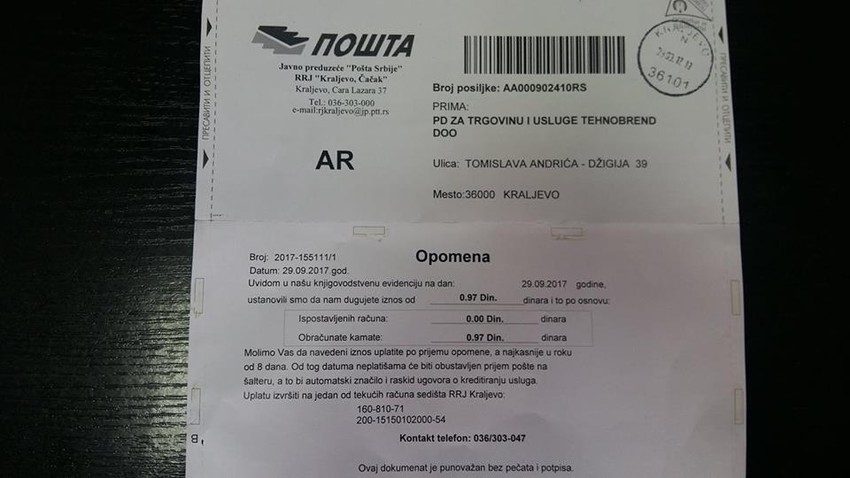 ПОШТА
Javno preduzeće "Pošta Srbije"
RRJ "Kraljevo, Čačak"
Kraljevo, Cara Lazara 37
Tel.: 036-303-000
e-mail:rjkraljevo@jp.ptt.rs
AR
ПРЕСАВИТИ И ОТЦЕПИТИ
Broj posiljke: AA000902410RS
PRIMA:
PD ZA TRGOVINU I USLUGE TEHNOBREND
DOO
Ulica: TOMISLAVA ANDRIĆA - DŽIGIJA 39
Mesto:36000 KRALJEVO
KRALJEVO
36101
ПРЕСАВИТИ И ОТЦЕПИТИ
Broj: 2017-155111/1
Opomena
Datum: 29.09.2017.god.
Uvidom u našu knjigovodstvenu evidenciju na dan: 29.09.2017 godine,
ustanovili smo da nam dugujete iznos od 0.97 Din. dinara i to po osnovu:
Ispostavljenih računa: 0.00 Din. dinara
Obračunate kamate: 0.97 Din. dinara
Molimo Vas da navedeni iznos uplatite po prijemu opomene, a najkasnije u roku
od 8 dana. Od tog datuma neplatišama će biti obustavljen prijem pošte na
šalteru, a to bi automatski značilo i raskid ugovora o kreditiranju usluga.
Uplatu izvršiti na jedan od tekućih računa sedišta RRJ Kraljevo:
160-810-71
200-15150102000-54
Kontakt telefon: 036/303-047
Ovaj dokumenat je punovažan bez pečata i potpisa.